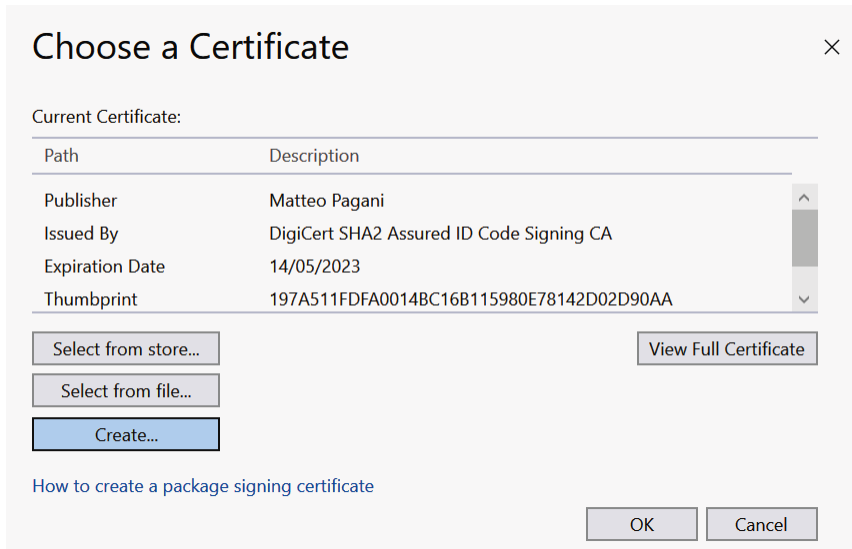 Choose a Certificate
Current Certificate:
Path Description
Publisher Matteo Pagani
Issued By DigiCert SHA2 Assured ID Code Signing CA
Expiration Date 14/05/2023
Thumbprint 197A511FDFA0014BC16B115980E78142D02D90AA
Select from store... View Full Certificate
Select from file...
Create...
How to create a package signing certificate
OK Cancel